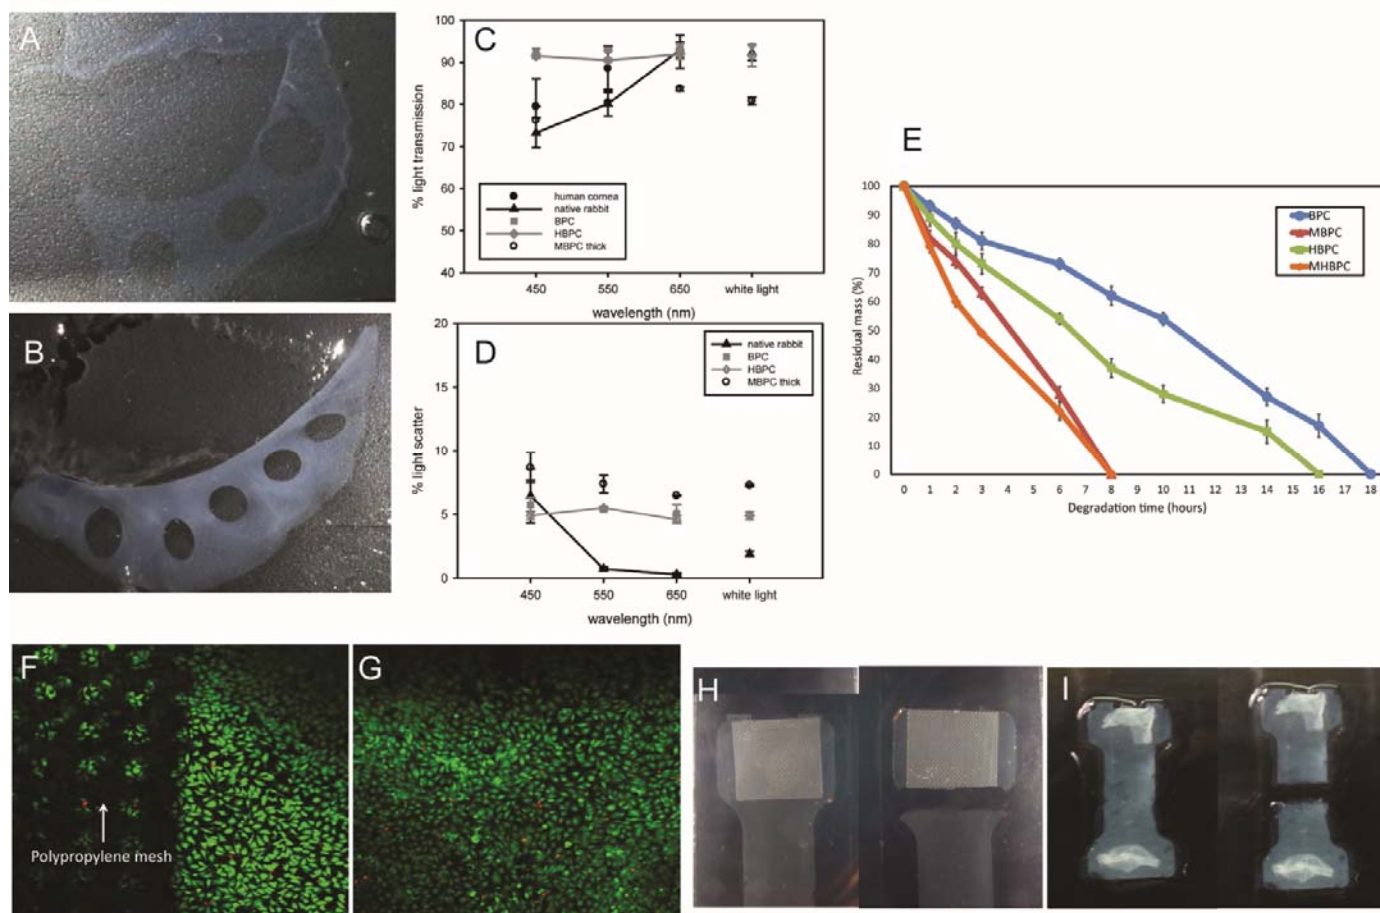 A
B
C
100
90
80
70
60
50
40
% light transmission
human cornea
native rabbit
BPC
HBPC
MBPC thick
450
550
650
white light
wavelength (nm)
D
20
15
10
5
0
% light scatter
native rabbit
BPC
HBPC
MBPC thick
450
550
650
white light
wavelength (nm)
E
100
90
80
70
60
50
40
30
20
10
0
Residual mass (%)
BPC
MBPC
HBPC
MHBPC
0 1 2 3 4 5 6 7 8 9 10 11 12 13 14 15 16 17 18
Degradation time (hours)
F
Polypropylene mesh
G
H
I